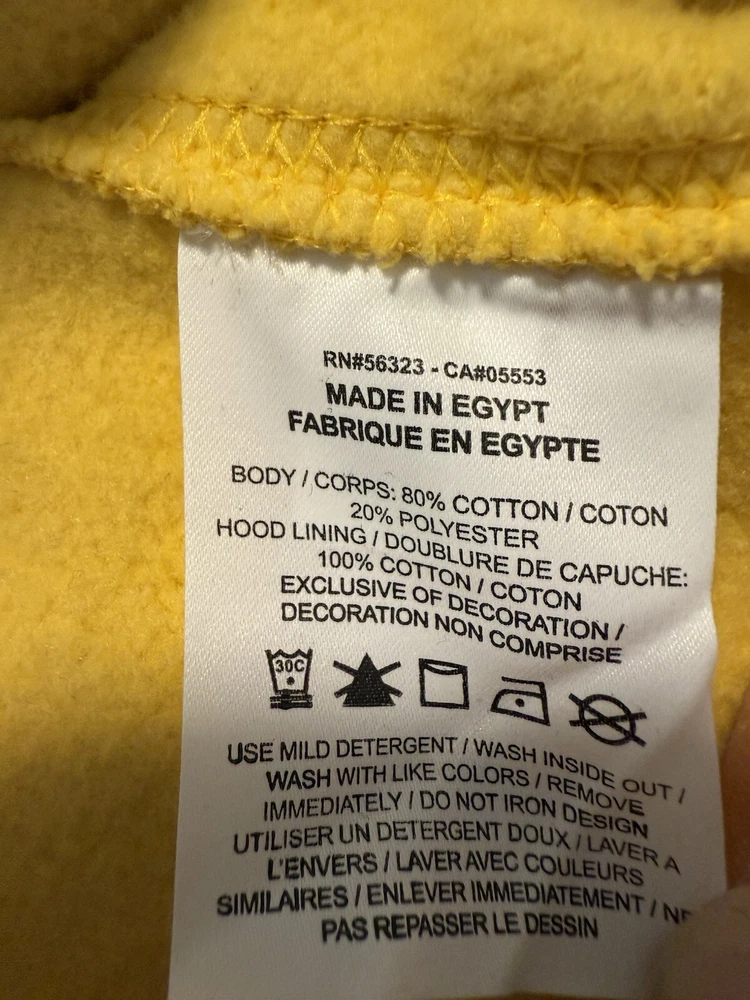 RN#56323 - CA#05553
MADE IN EGYPT
FABRIQUE EN EGYPTE
BODY / CORPS: 80% COTTON / COTON
20% POLYESTER
HOOD LINING / DOUBLURE DE CAPUCHE:
100% COTTON / COTON
EXCLUSIVE OF DECORATION /
DECORATION NON COMPRISE
30C
USE MILD DETERGENT / WASH INSIDE OUT /
WASH WITH LIKE COLORS / REMOVE
IMMEDIATELY / DO NOT IRON DESIGN
UTILISER UN DETERGENT DOUX / LAVER A
L'ENVERS / LAVER AVEC COULEURS
SIMILAIRES / ENLEVER IMMEDIATEMENT / NE
PAS REPASSER LE DESSIN